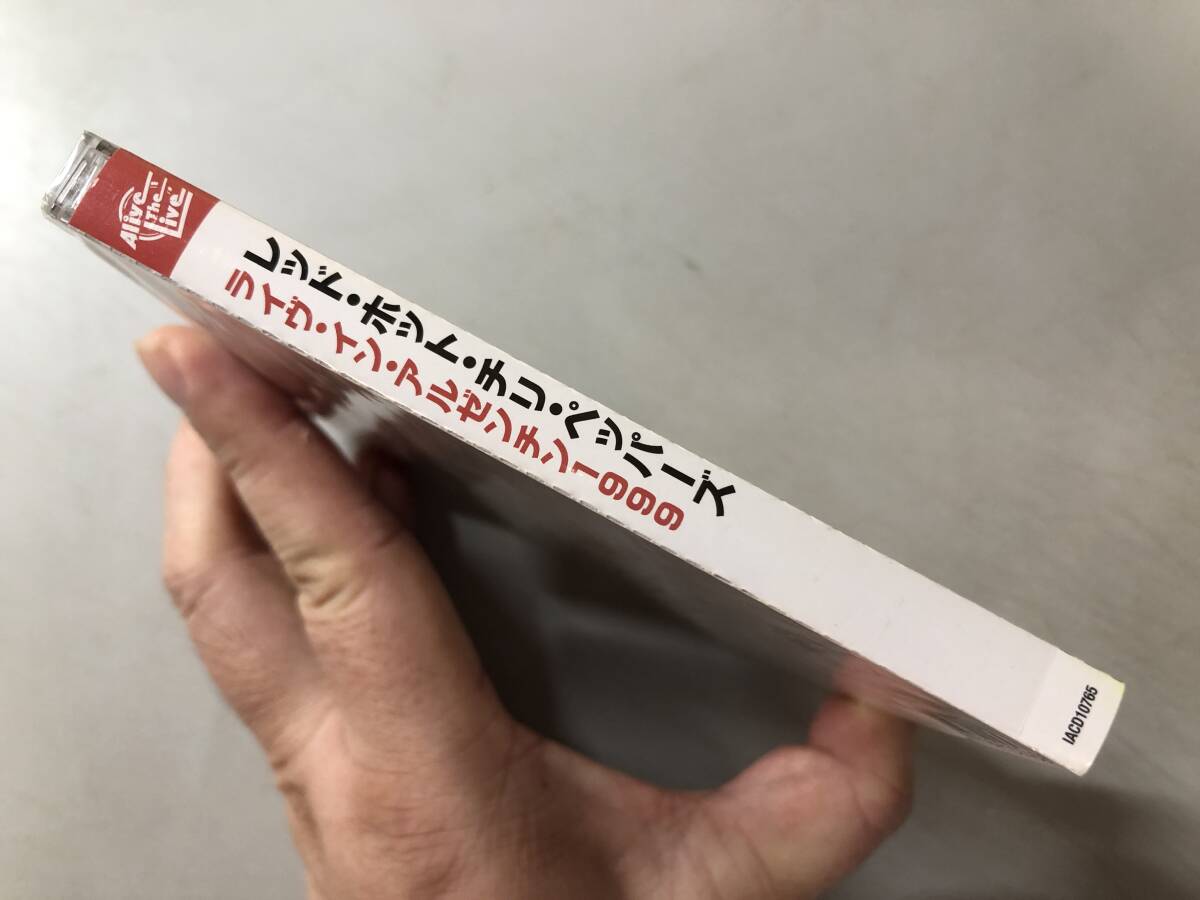 Alive
The
Live
レッド・ホット・チリ・ペッパーズ
ライヴ・イン・アルゼンチン1999
IACD10765